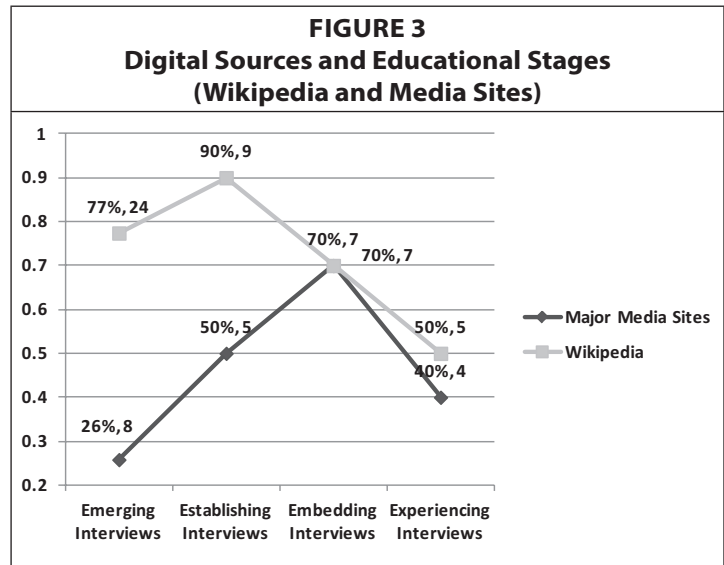 FIGURE 3
Digital Sources and Educational Stages
(Wikipedia and Media Sites)
1
0.9
0.8
0.7
0.6
0.5
0.4
0.3
0.2
90%, 9
77%, 24
70%, 7
70%, 7
50%, 5
50%, 5
40%, 4
26%, 8
Major Media Sites
Wikipedia
Emerging Interviews
Establishing Interviews
Embedding Interviews
Experiencing Interviews